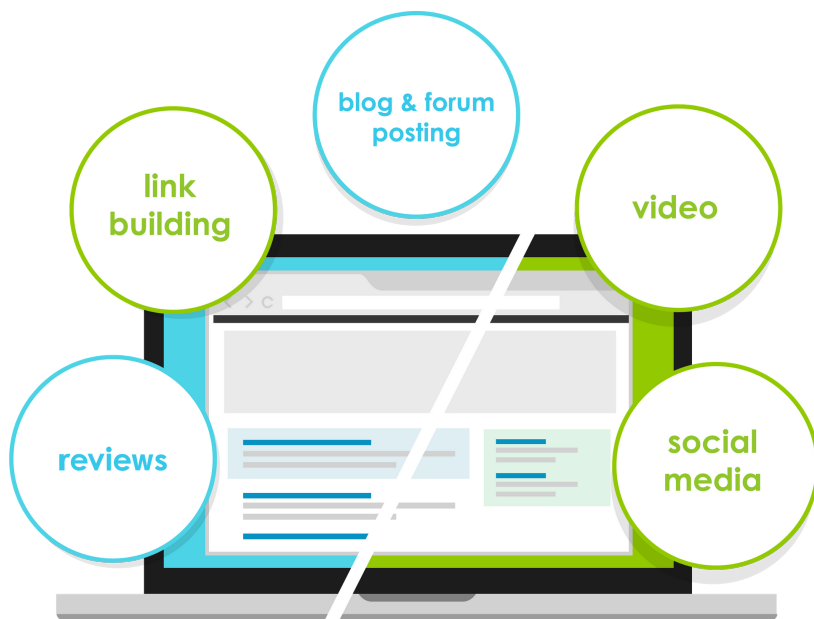 blog & forum
posting
link
building
video
reviews
social
media